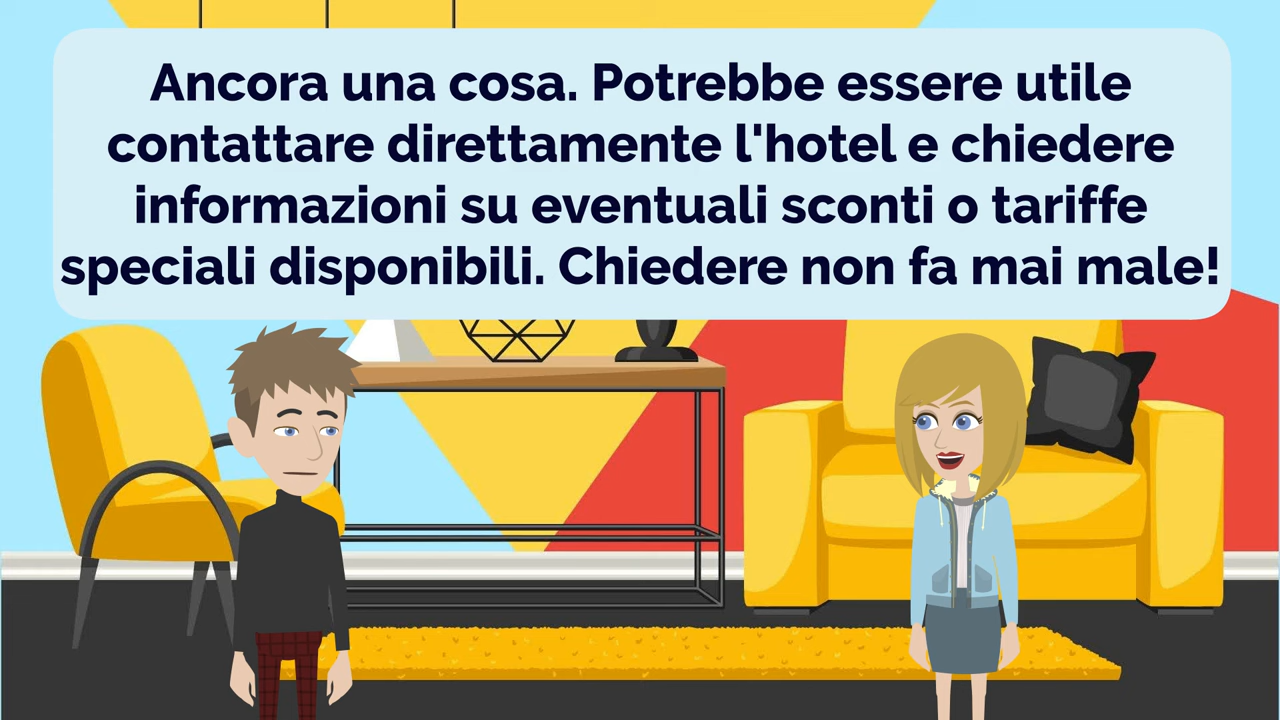 Ancora una cosa. Potrebbe essere utile
contattare direttamente l'hotel e chiedere
informazioni su eventuali sconti o tariffe
speciali disponibili. Chiedere non fa mai male!